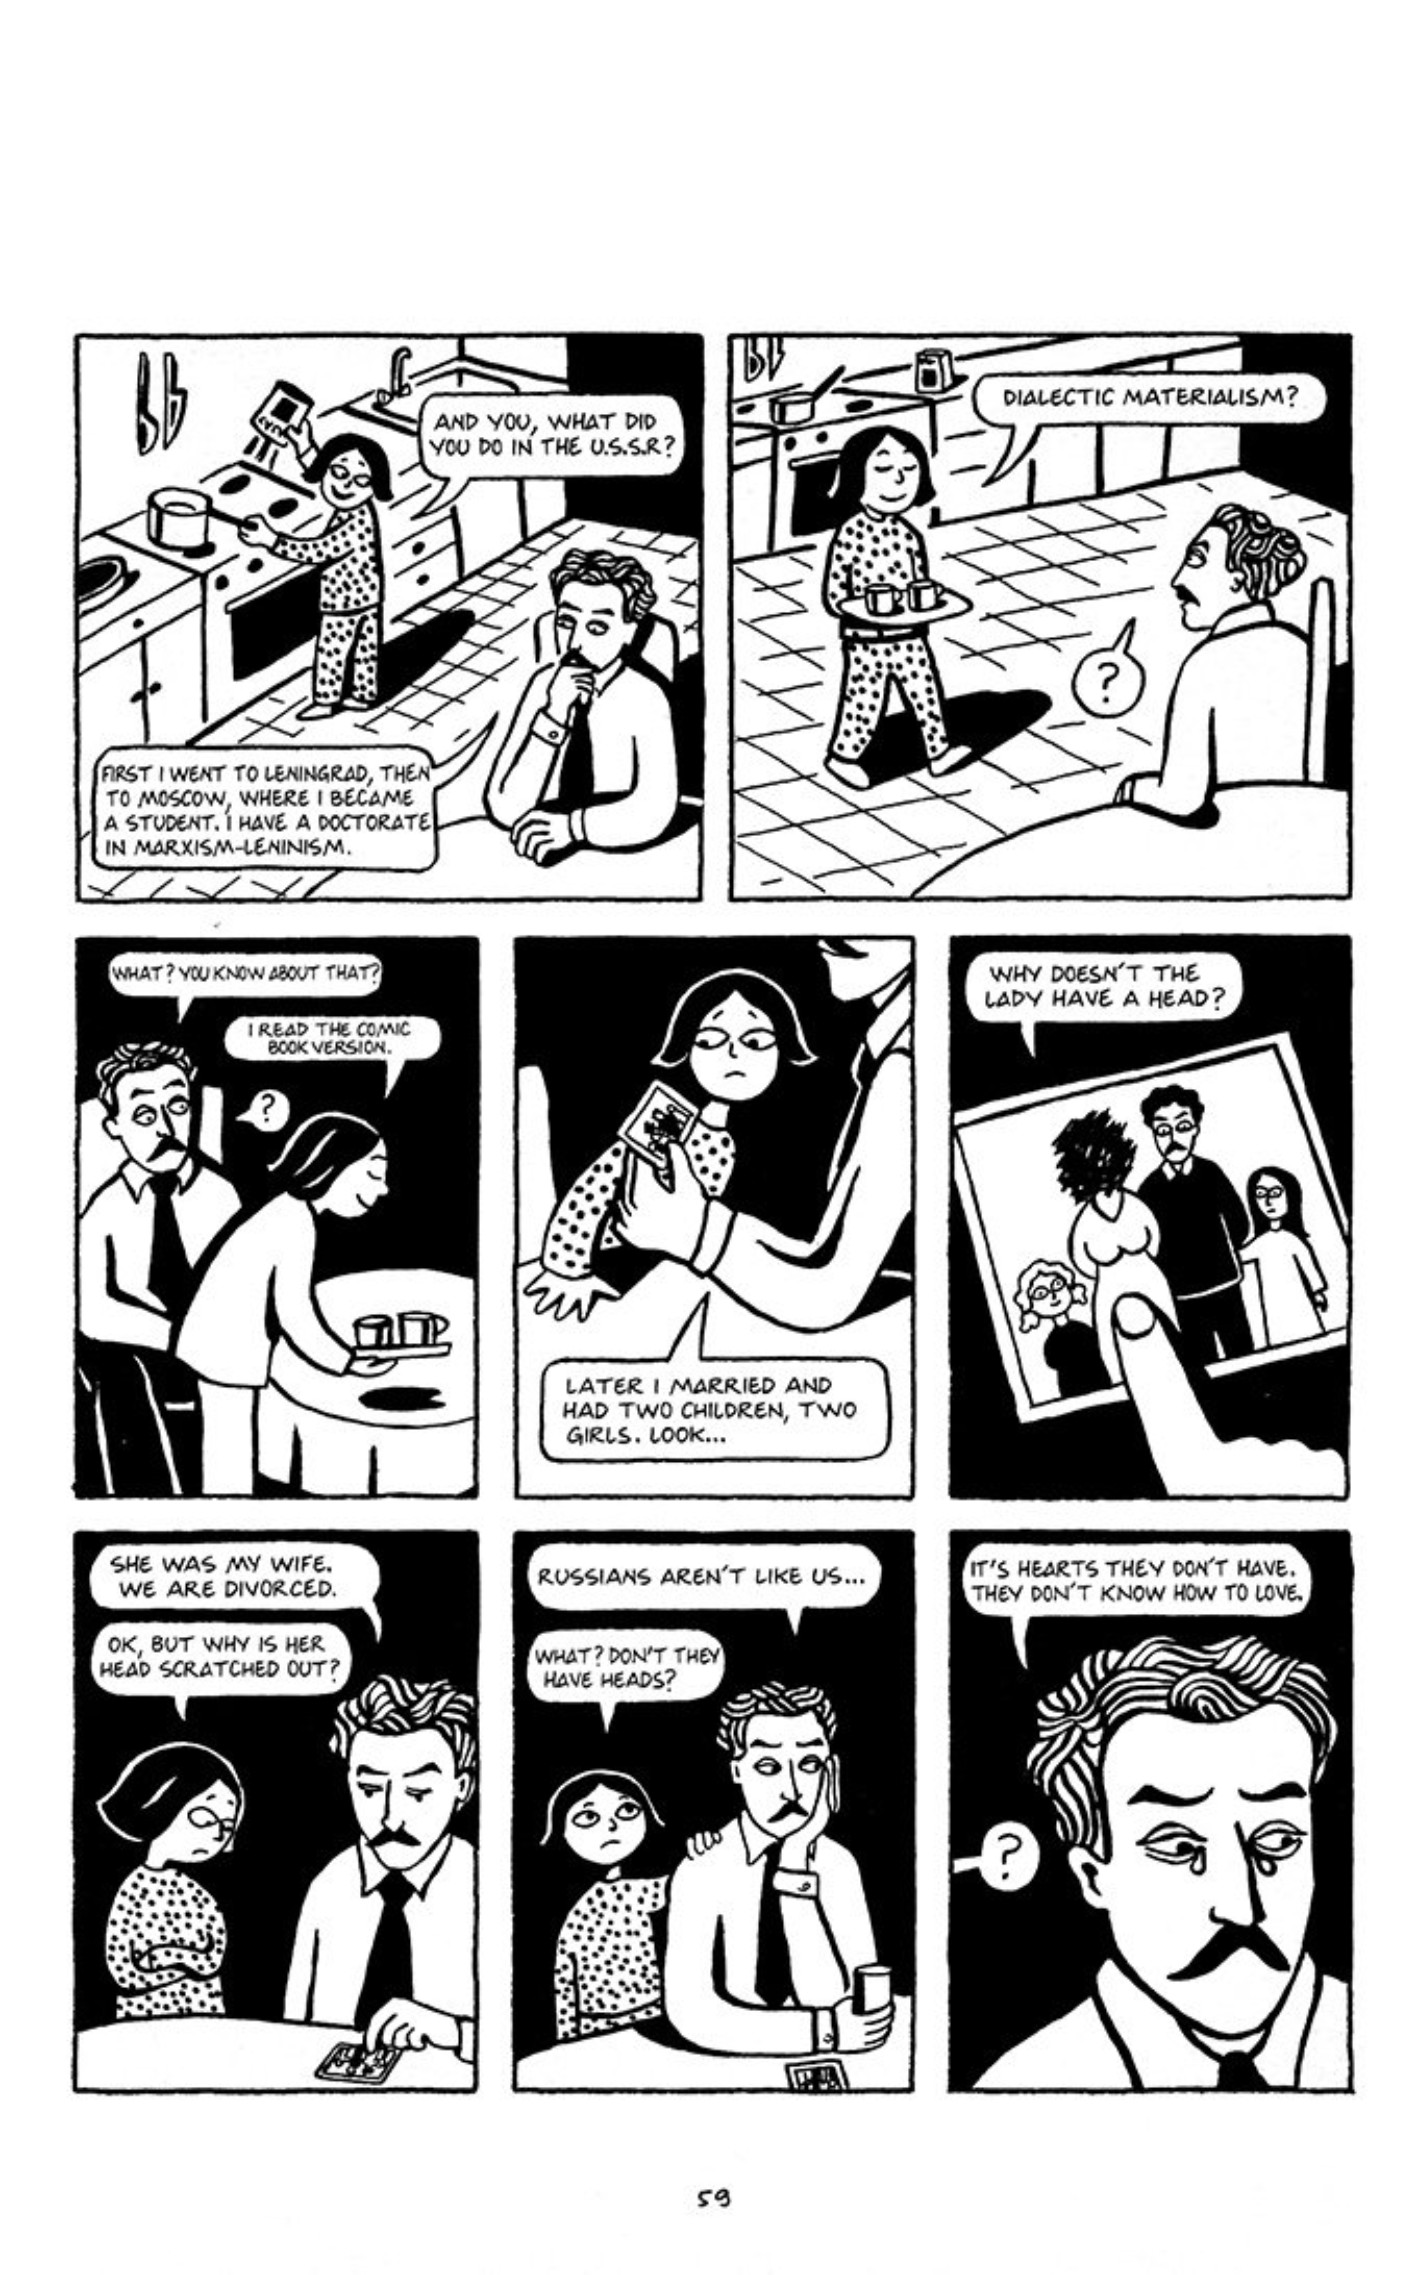 AND YOU, WHAT DID
YOU DO IN THE U.S.S.R?
FIRST I WENT TO LENINGRAD, THEN
TO MOSCOW, WHERE I BECAME
A STUDENT. I HAVE A DOCTORATE
IN MARXISM-LENINISM.
DIALECTIC MATERIALISM?
?
WHAT? YOU KNOW ABOUT THAT?
I READ THE COMIC
BOOK VERSION.
?
LATER I MARRIED AND
HAD TWO CHILDREN, TWO
GIRLS. LOOK...
WHY DOESN'T THE
LADY HAVE A HEAD?
SHE WAS MY WIFE.
WE ARE DIVORCED.
OK, BUT WHY IS HER
HEAD SCRATCHED OUT?
RUSSIANS AREN'T LIKE US...
WHAT? DON'T THEY
HAVE HEADS?
IT'S HEARTS THEY DON'T HAVE.
THEY DON'T KNOW HOW TO LOVE.
?
59